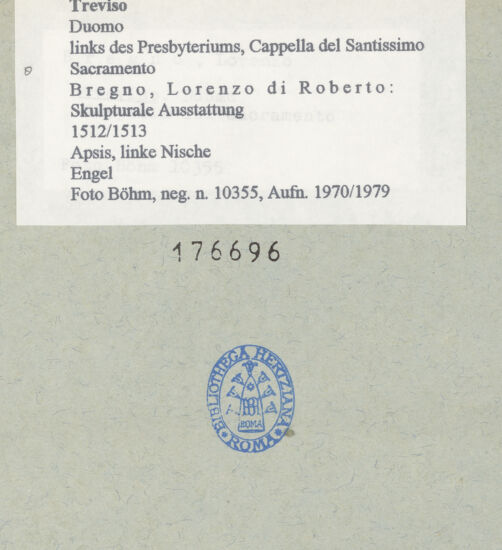 Treviso
Duomo
links des Presbyteriums, Cappella del Santissimo
Sacramento
Bregno, Lorenzo di Roberto:
Skulpturale Ausstattung
1512/1513
Apsis, linke Nische
Engel
Foto Böhm, neg. n. 10355, Aufn. 1970/1979
176696
BIBLIOTHECA HERTZIANA
ROMA
ROMA